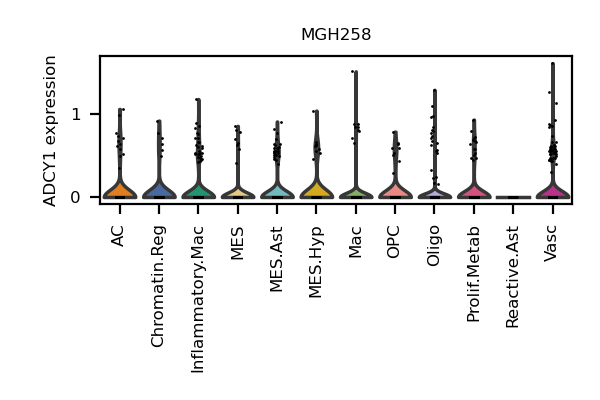 MGH258
ADCY1 expression
1
0
AC
Chromatin.Reg
Inflammatory.Mac
MES
MES.Ast
MES.Hyp
Mac
OPC
Oligo
Prolif.Metab
Reactive.Ast
Vasc